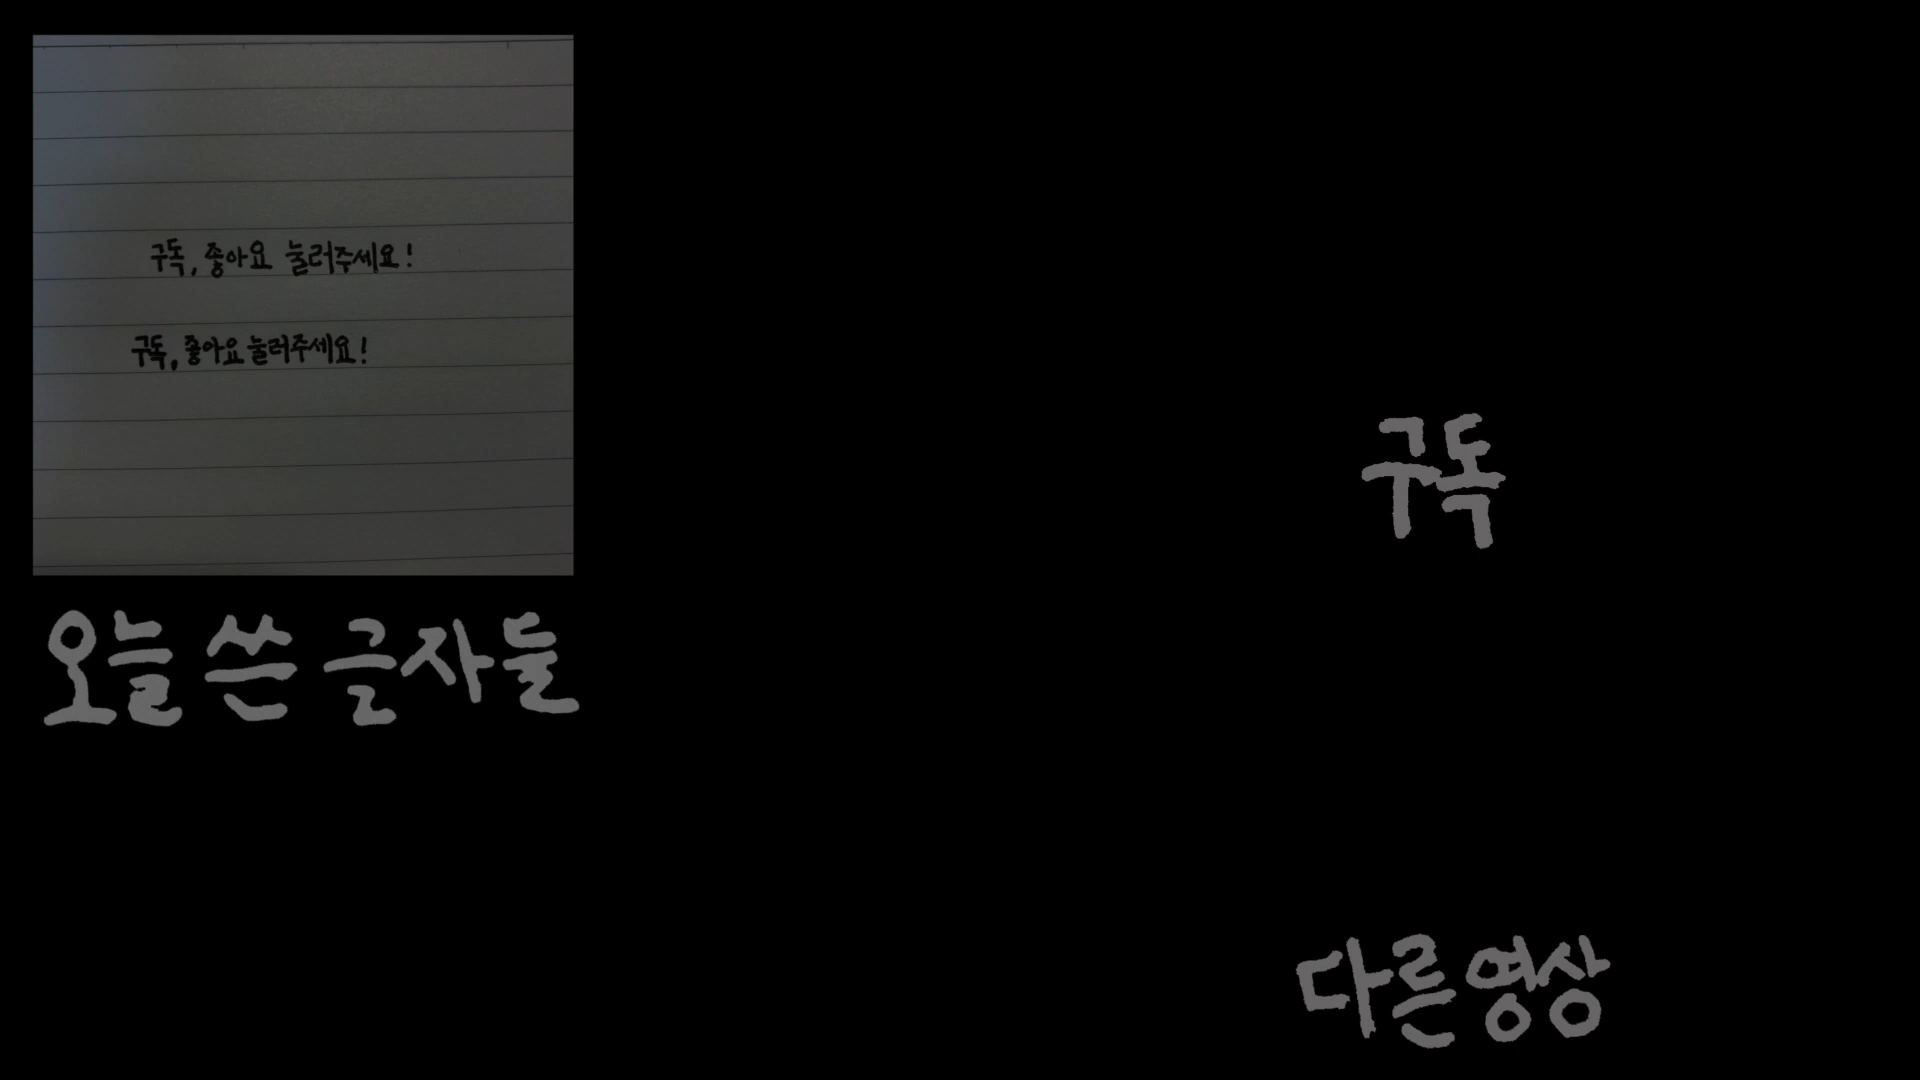 구독, 좋아요 눌러주세요!
구독, 좋아요 눌러주세요!
오늘 쓴 글자들
구독
다른 영상